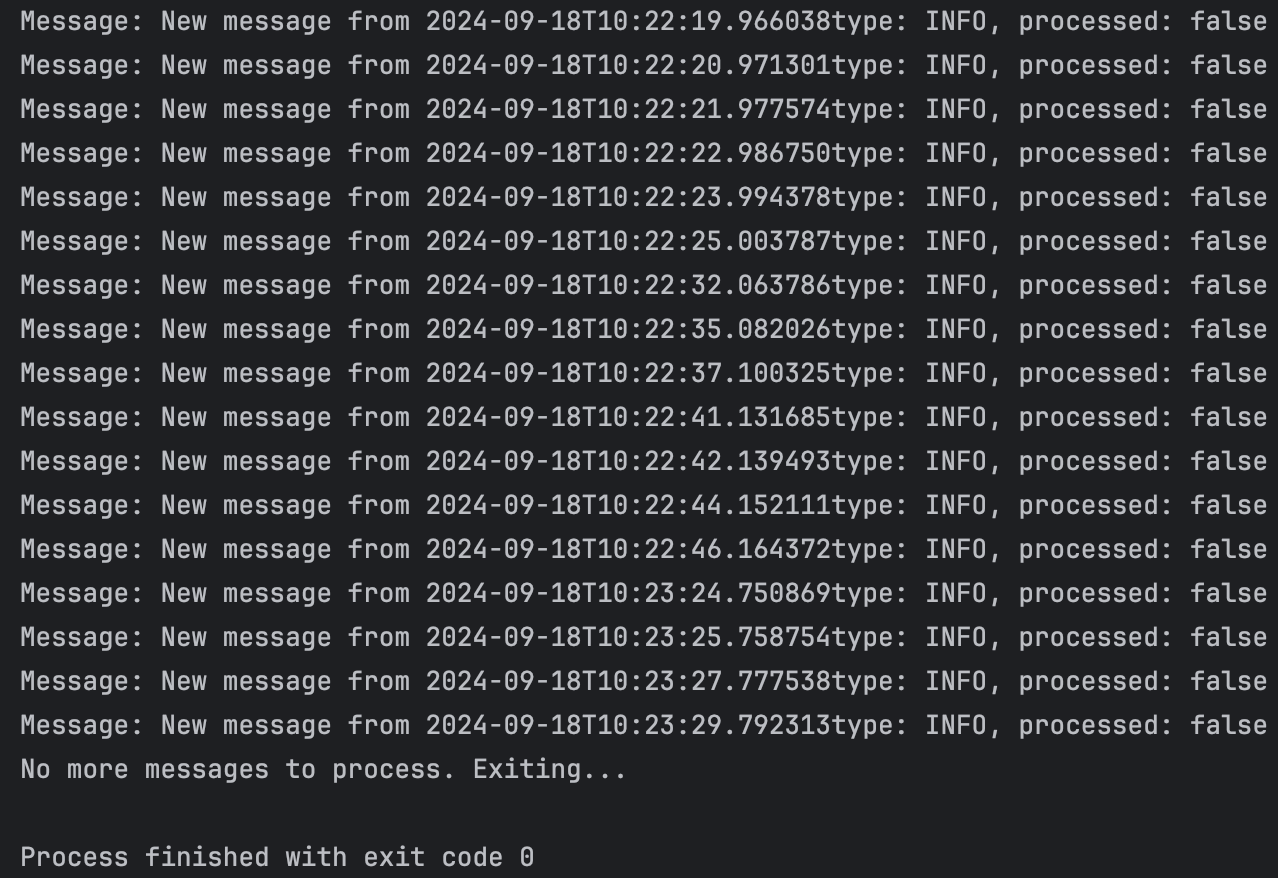 Message: New message from 2024-09-18T10:22:19.966038type: INFO, processed: false
Message: New message from 2024-09-18T10:22:20.971301type: INFO, processed: false
Message: New message from 2024-09-18T10:22:21.977574type: INFO, processed: false
Message: New message from 2024-09-18T10:22:22.986750type: INFO, processed: false
Message: New message from 2024-09-18T10:22:23.994378type: INFO, processed: false
Message: New message from 2024-09-18T10:22:25.003787type: INFO, processed: false
Message: New message from 2024-09-18T10:22:32.063786type: INFO, processed: false
Message: New message from 2024-09-18T10:22:35.082026type: INFO, processed: false
Message: New message from 2024-09-18T10:22:37.100325type: INFO, processed: false
Message: New message from 2024-09-18T10:22:41.131685type: INFO, processed: false
Message: New message from 2024-09-18T10:22:42.139493type: INFO, processed: false
Message: New message from 2024-09-18T10:22:44.152111type: INFO, processed: false
Message: New message from 2024-09-18T10:22:46.164372type: INFO, processed: false
Message: New message from 2024-09-18T10:23:24.750869type: INFO, processed: false
Message: New message from 2024-09-18T10:23:25.758754type: INFO, processed: false
Message: New message from 2024-09-18T10:23:27.777538type: INFO, processed: false
Message: New message from 2024-09-18T10:23:29.792313type: INFO, processed: false
No more messages to process. Exiting...
Process finished with exit code 0